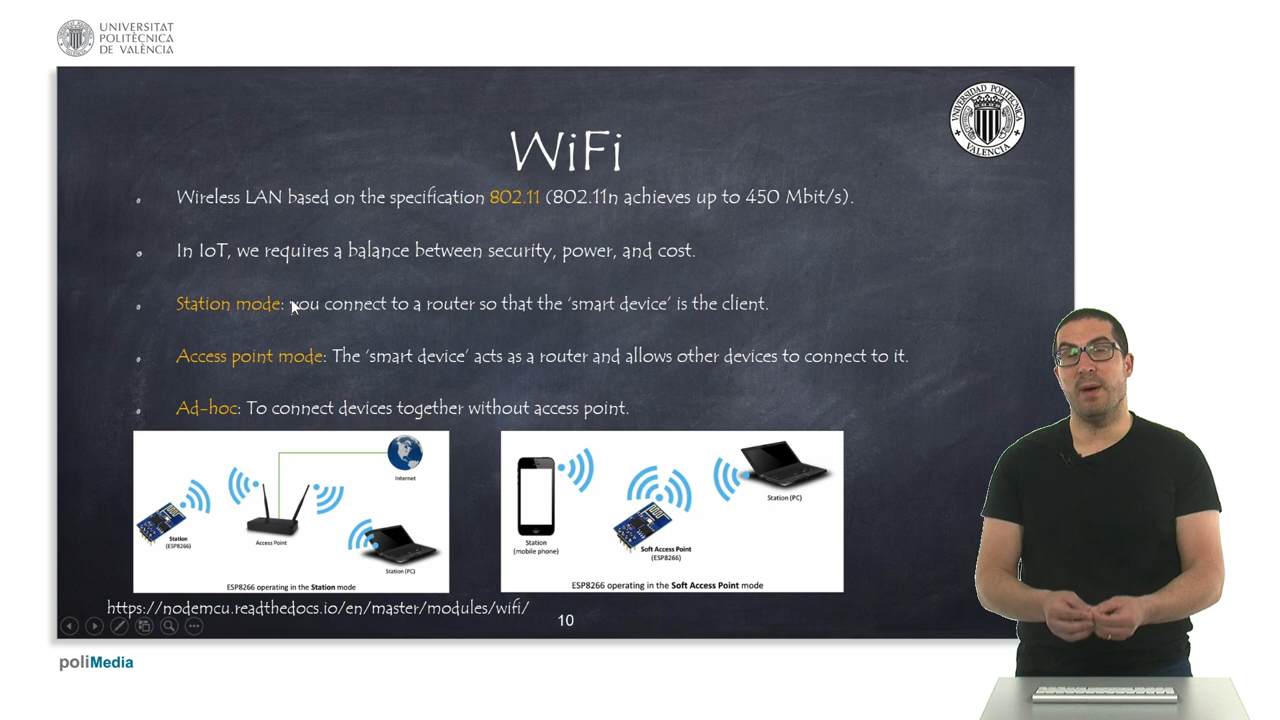 UNIVERSITAT
POLITÈCNICA
DE VALÈNCIA
UNIVERSIDAD POLITECNICA
VALENCIA
WiFi
Wireless LAN based on the specification 802.11 (802.11n achieves up to 450 Mbit/s).
In IoT, we requires a balance between security, power, and cost.
Station mode: you connect to a router so that the ‘smart device’ is the client.
Access point mode: The ‘smart device’ acts as a router and allows other devices to connect to it.
Ad-hoc: To connect devices together without access point.
Internet
Station
(ESP8266)
Access Point
Station (PC)
ESP8266 operating in the Station mode
Station
(mobile phone)
Soft Access Point
(ESP8266)
Station (PC)
ESP8266 operating in the Soft Access Point mode
https://nodemcu.readthedocs.io/en/master/modules/wifi/
10
poliMedia